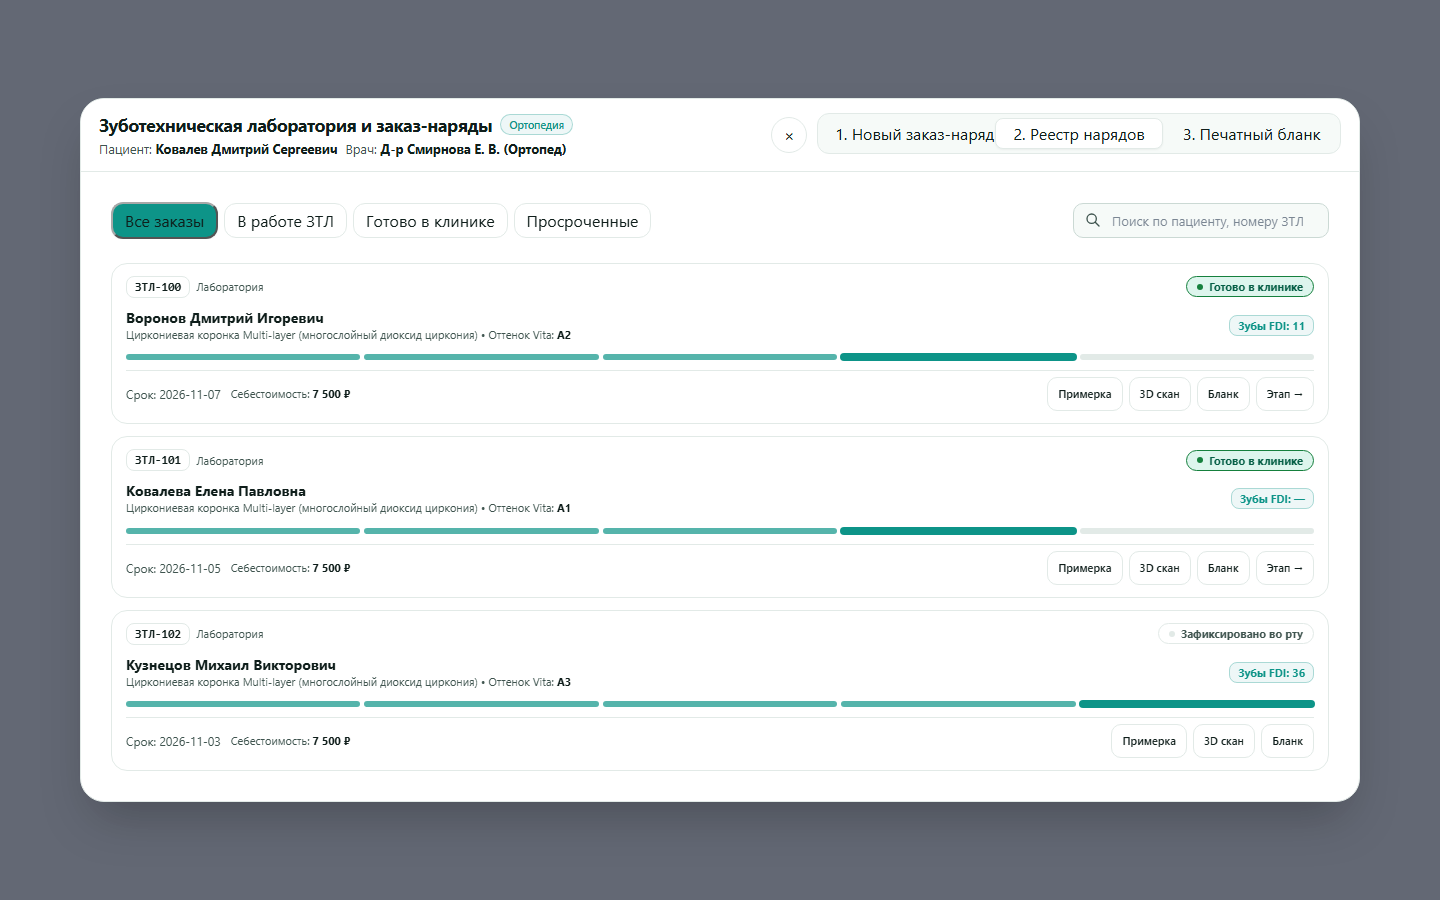 Зуботехническая лаборатория и заказ-наряды Ортопедия
Пациент: Ковалев Дмитрий Сергеевич Врач: Д-р Смирнова Е. В. (Ортопед)
× 1. Новый заказ-наряд 2. Реестр нарядов 3. Печатный бланк
Все заказы В работе ЗТЛ Готово в клинике Просроченные Поиск по пациенту, номеру ЗТЛ
ЗТЛ-100 Лаборатория Готово в клинике
Воронов Дмитрий Игоревич
Циркониевая коронка Multi-layer (многослойный диоксид циркония) • Оттенок Vita: A2
Зубы FDI: 11
Срок: 2026-11-07 Себестоимость: 7 500 ₽ Примерка 3D скан Бланк Этап →
ЗТЛ-101 Лаборатория Готово в клинике
Ковалева Елена Павловна
Циркониевая коронка Multi-layer (многослойный диоксид циркония) • Оттенок Vita: A1
Зубы FDI: —
Срок: 2026-11-05 Себестоимость: 7 500 ₽ Примерка 3D скан Бланк Этап →
ЗТЛ-102 Лаборатория Зафиксировано во рту
Кузнецов Михаил Викторович
Циркониевая коронка Multi-layer (многослойный диоксид циркония) • Оттенок Vita: A3
Зубы FDI: 36
Срок: 2026-11-03 Себестоимость: 7 500 ₽ Примерка 3D скан Бланк